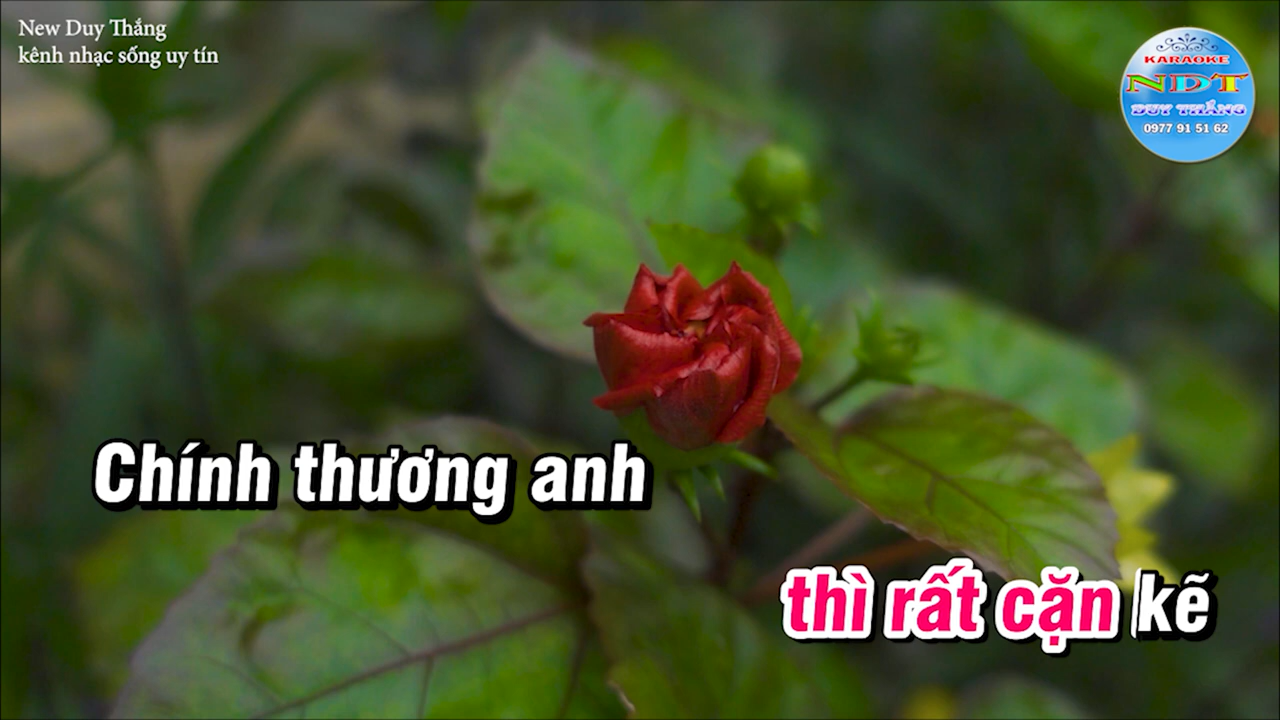 New Duy Thắng
kênh nhạc sống uy tín
KARAOKE
NDT
DUY THẮNG
0977 91 51 62
Chính thương anh
thì rất cặn kẽ